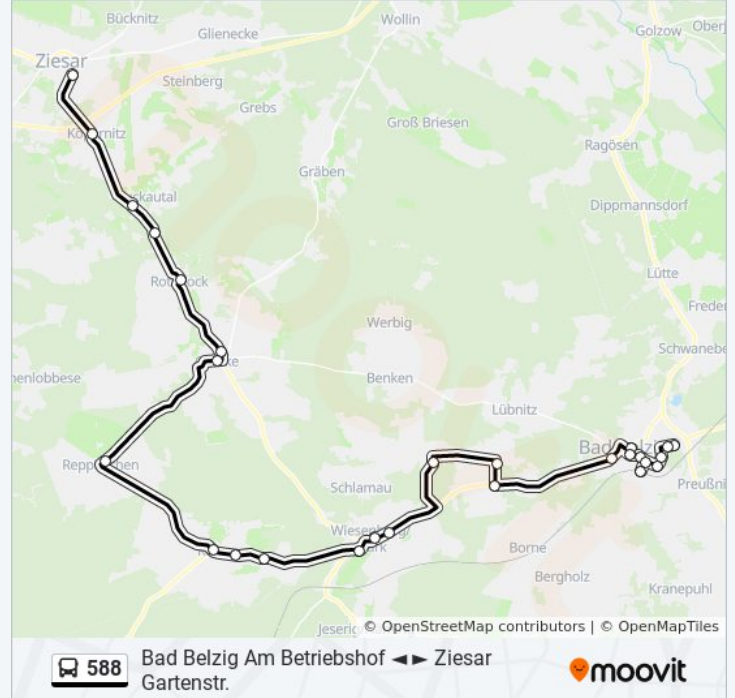 Bücknitz
Wollin
Glienecke
Golzow
Ziesar
Steinberg
Grebs
Groß Briesen
Ragösen
Gräben
Dippmannsdorf
Lütte
Werbig
Benken
Lübnitz
Schlamau
Borne
Bergholz
Kranepuhl
© OpenStreetMap contributors | © OpenMapTiles
588
Bad Belzig Am Betriebshof ◄ ► Ziesar
Gartenstr.
moovit